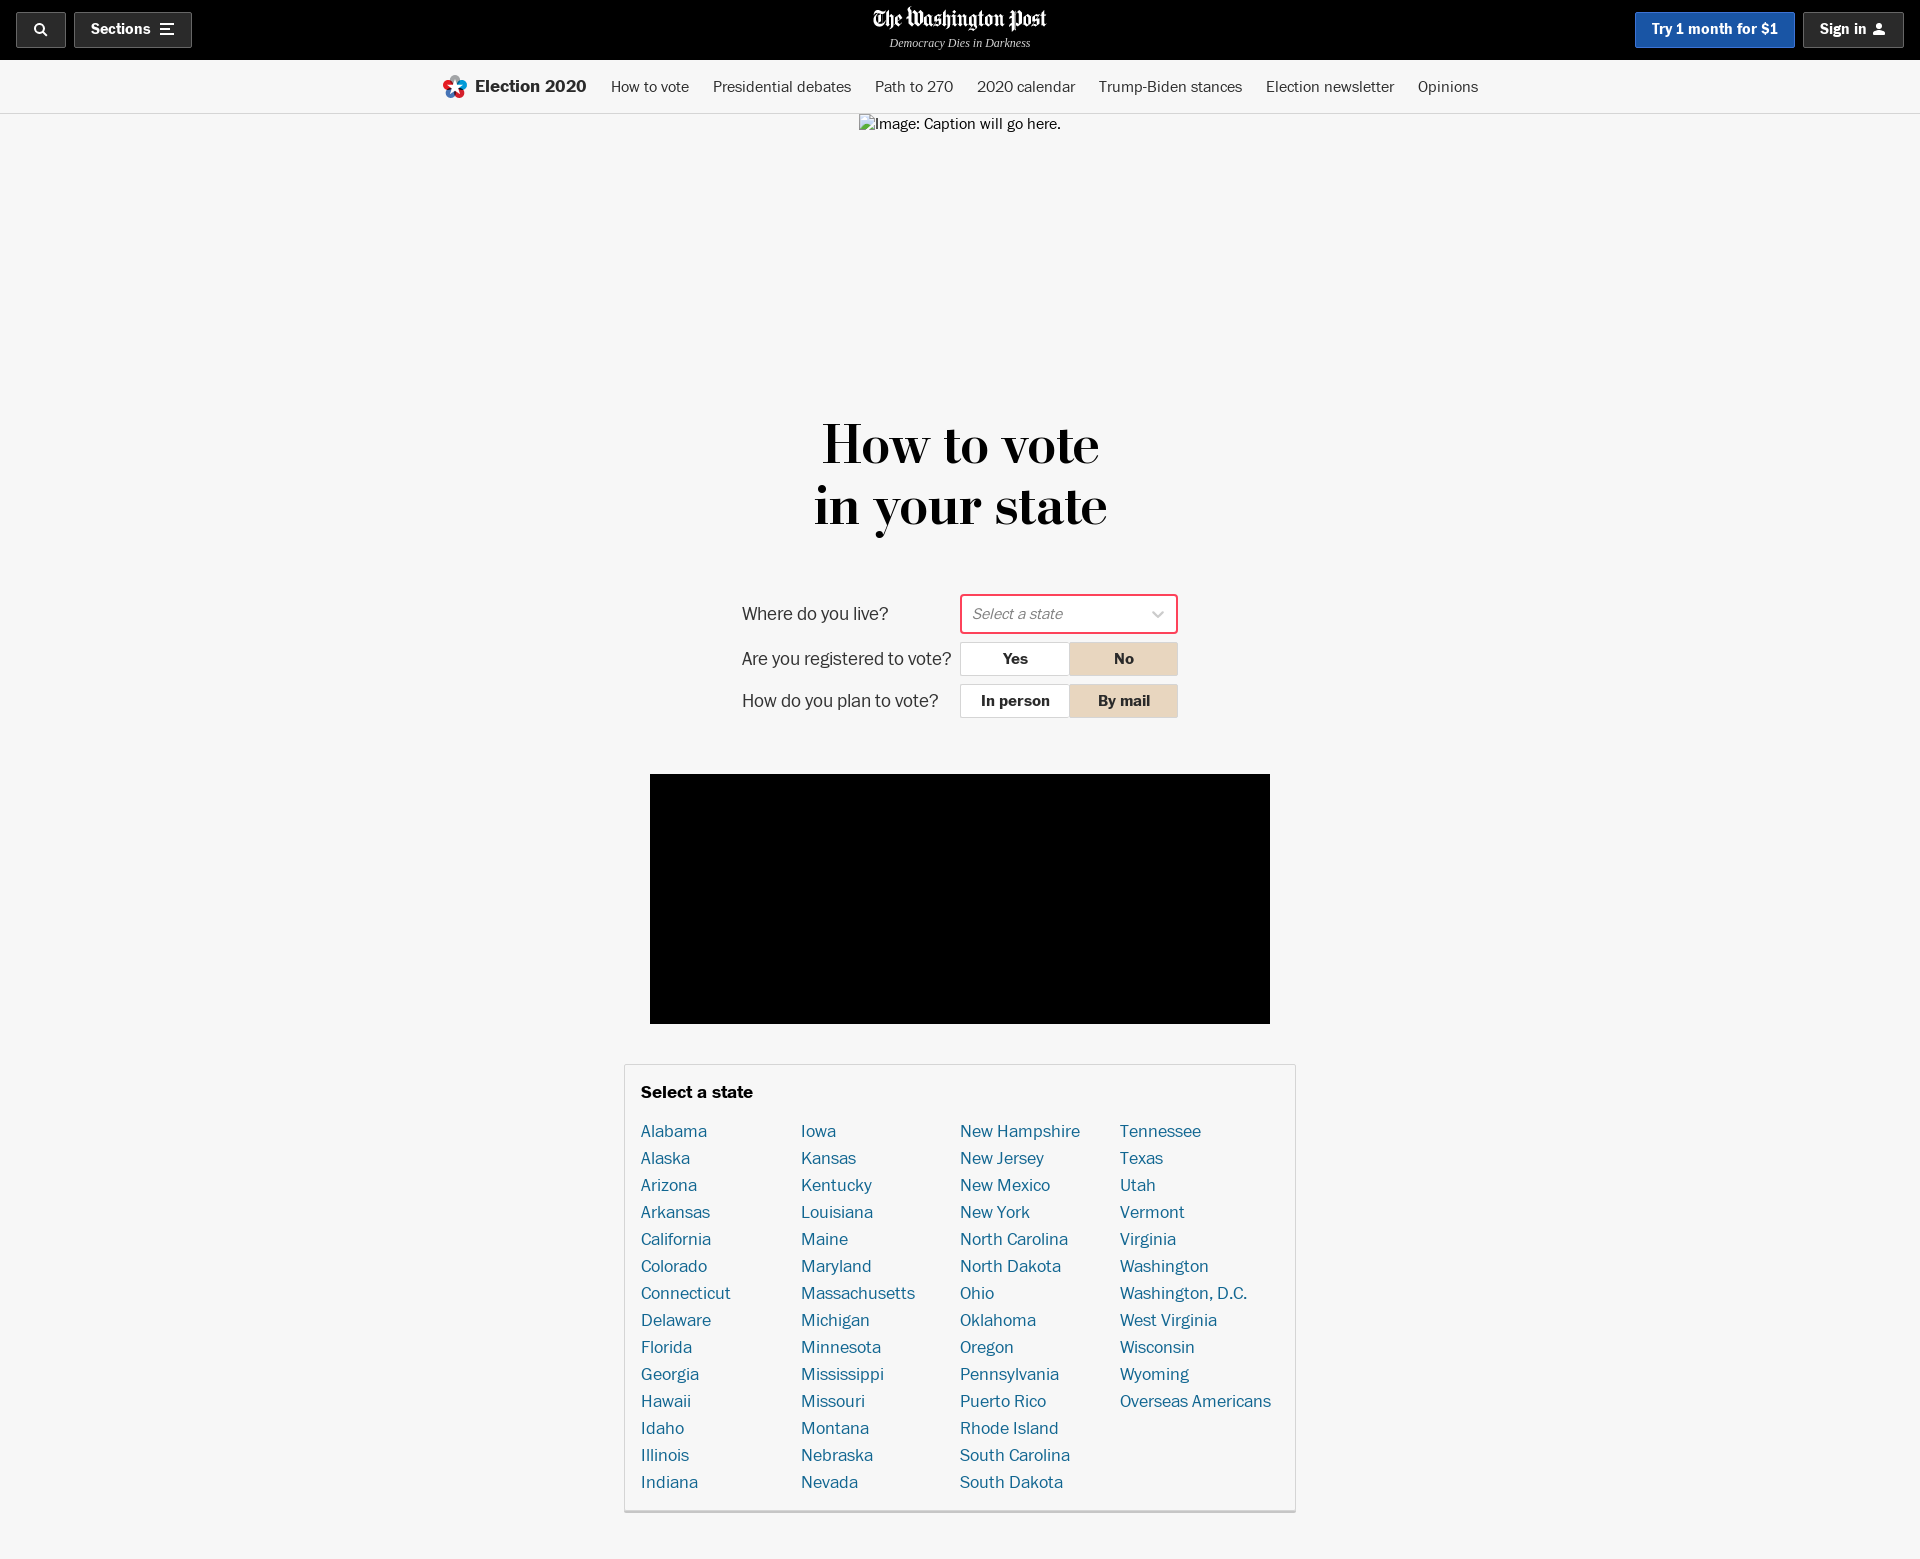 Sections
The Washington Post
Democracy Dies in Darkness
Try 1 month for $1
Sign in
Election 2020
How to vote
Presidential debates
Path to 270
2020 calendar
Trump-Biden stances
Election newsletter
Opinions
Image: Caption will go here.
How to vote
in your state
Where do you live?
Select a state
Are you registered to vote?
Yes
No
How do you plan to vote?
In person
By mail
Select a state
Alabama
Alaska
Arizona
Arkansas
California
Colorado
Connecticut
Delaware
Florida
Georgia
Hawaii
Idaho
Illinois
Indiana
Iowa
Kansas
Kentucky
Louisiana
Maine
Maryland
Massachusetts
Michigan
Minnesota
Mississippi
Missouri
Montana
Nebraska
Nevada
New Hampshire
New Jersey
New Mexico
New York
North Carolina
North Dakota
Ohio
Oklahoma
Oregon
Pennsylvania
Puerto Rico
Rhode Island
South Carolina
South Dakota
Tennessee
Texas
Utah
Vermont
Virginia
Washington
Washington, D.C.
West Virginia
Wisconsin
Wyoming
Overseas Americans